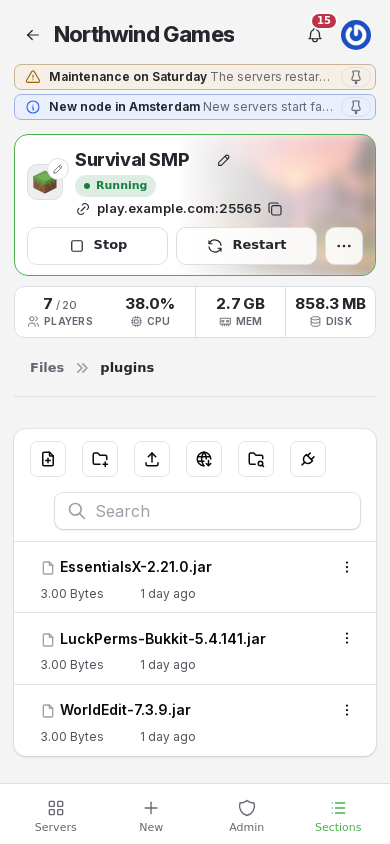 Northwind Games
15
Maintenance on Saturday The servers restar...
New node in Amsterdam New servers start fa...
Survival SMP
Running
play.example.com:25565
Stop
Restart
7 / 20
PLAYERS
38.0%
CPU
2.7 GB
MEM
858.3 MB
DISK
Files
plugins
Search
EssentialsX-2.21.0.jar
3.00 Bytes
1 day ago
LuckPerms-Bukkit-5.4.141.jar
3.00 Bytes
1 day ago
WorldEdit-7.3.9.jar
3.00 Bytes
1 day ago
Servers
New
Admin
Sections